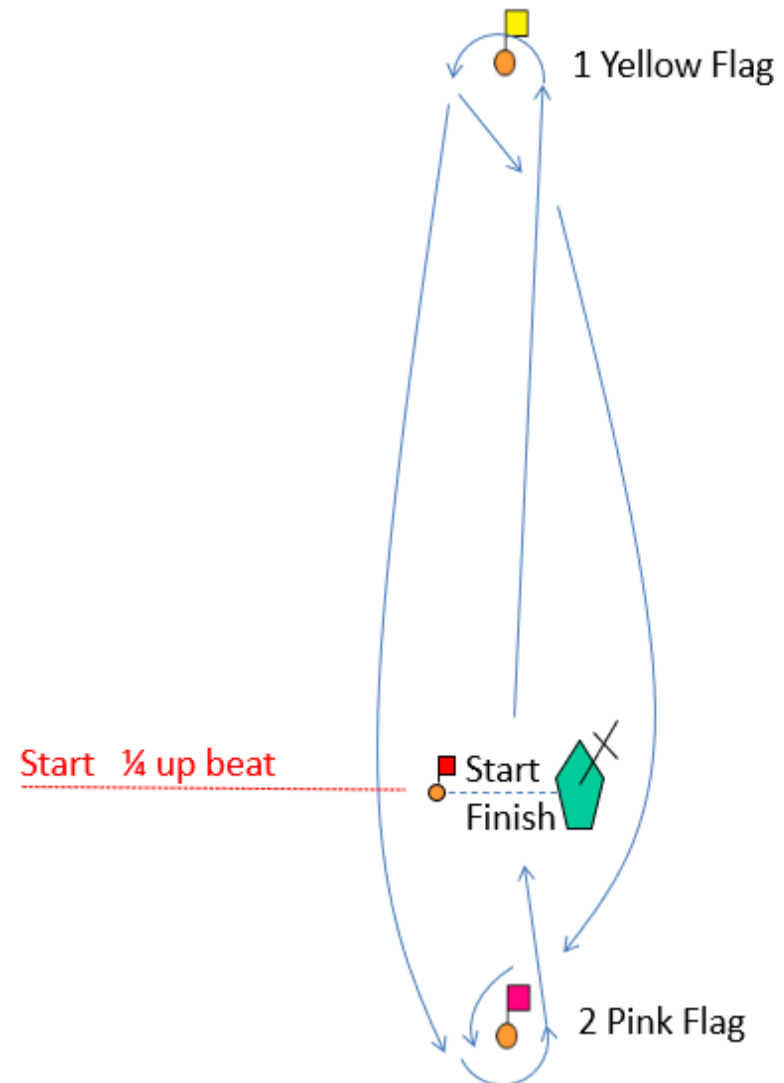 1 Yellow Flag
Start ¼ up beat
Start
Finish
2 Pink Flag